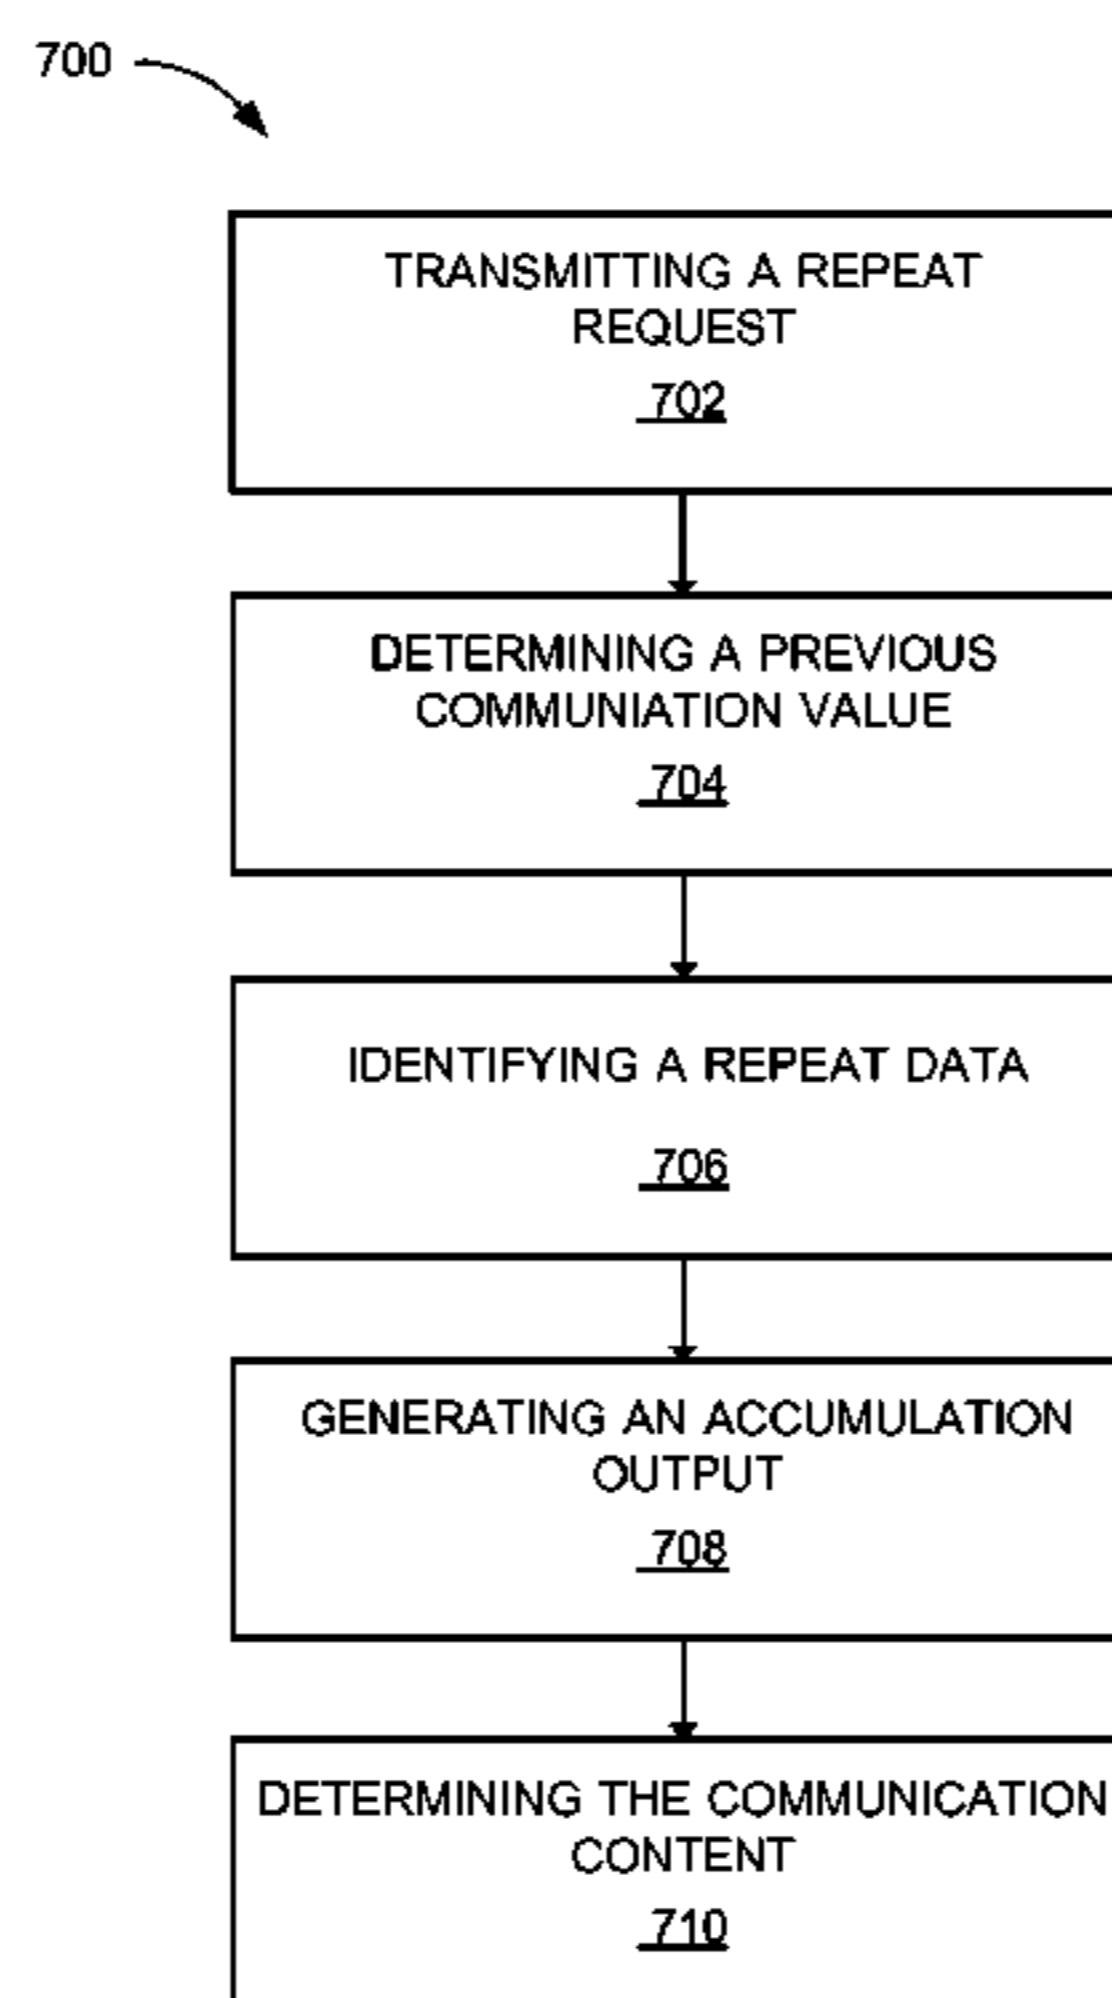 700
TRANSMITTING A REPEAT
REQUEST
702
DETERMINING A PREVIOUS
COMMUNIATION VALUE
704
IDENTIFYING A REPEAT DATA
706
GENERATING AN ACCUMULATION
OUTPUT
708
DETERMINING THE COMMUNICATION
CONTENT
710